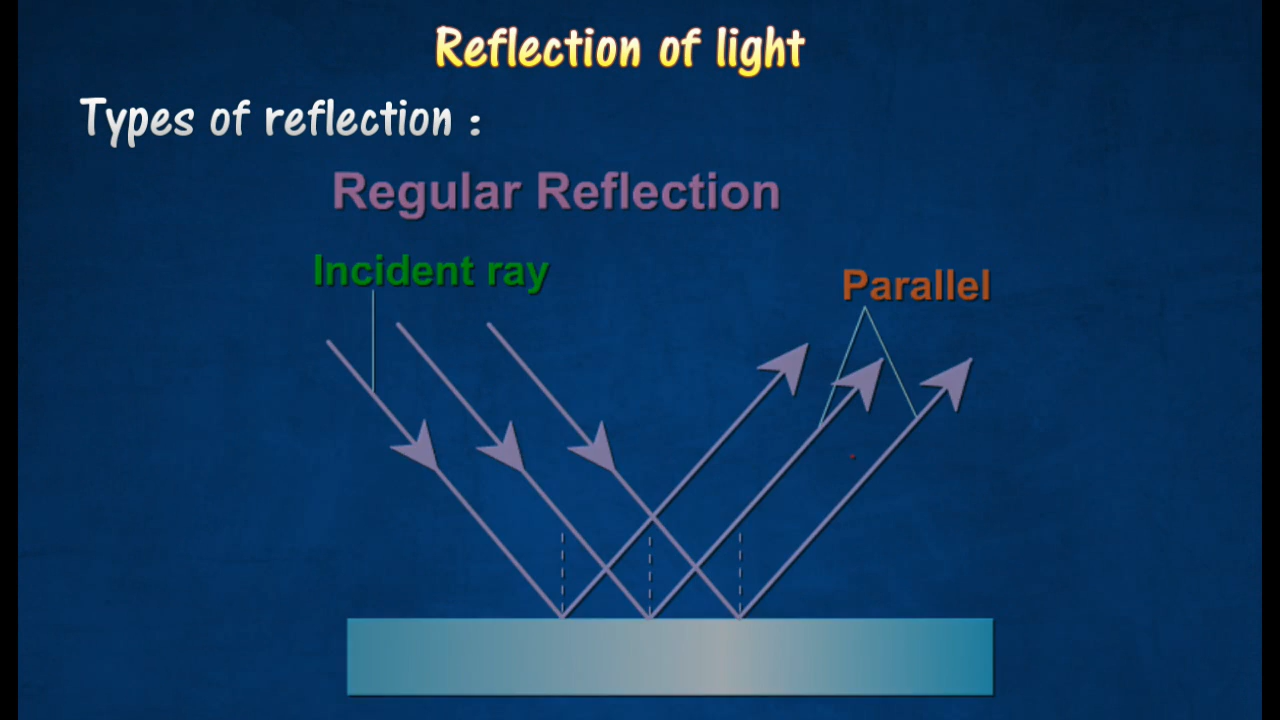 Reflection of light
Types of reflection :
Regular Reflection
Incident ray
Parallel